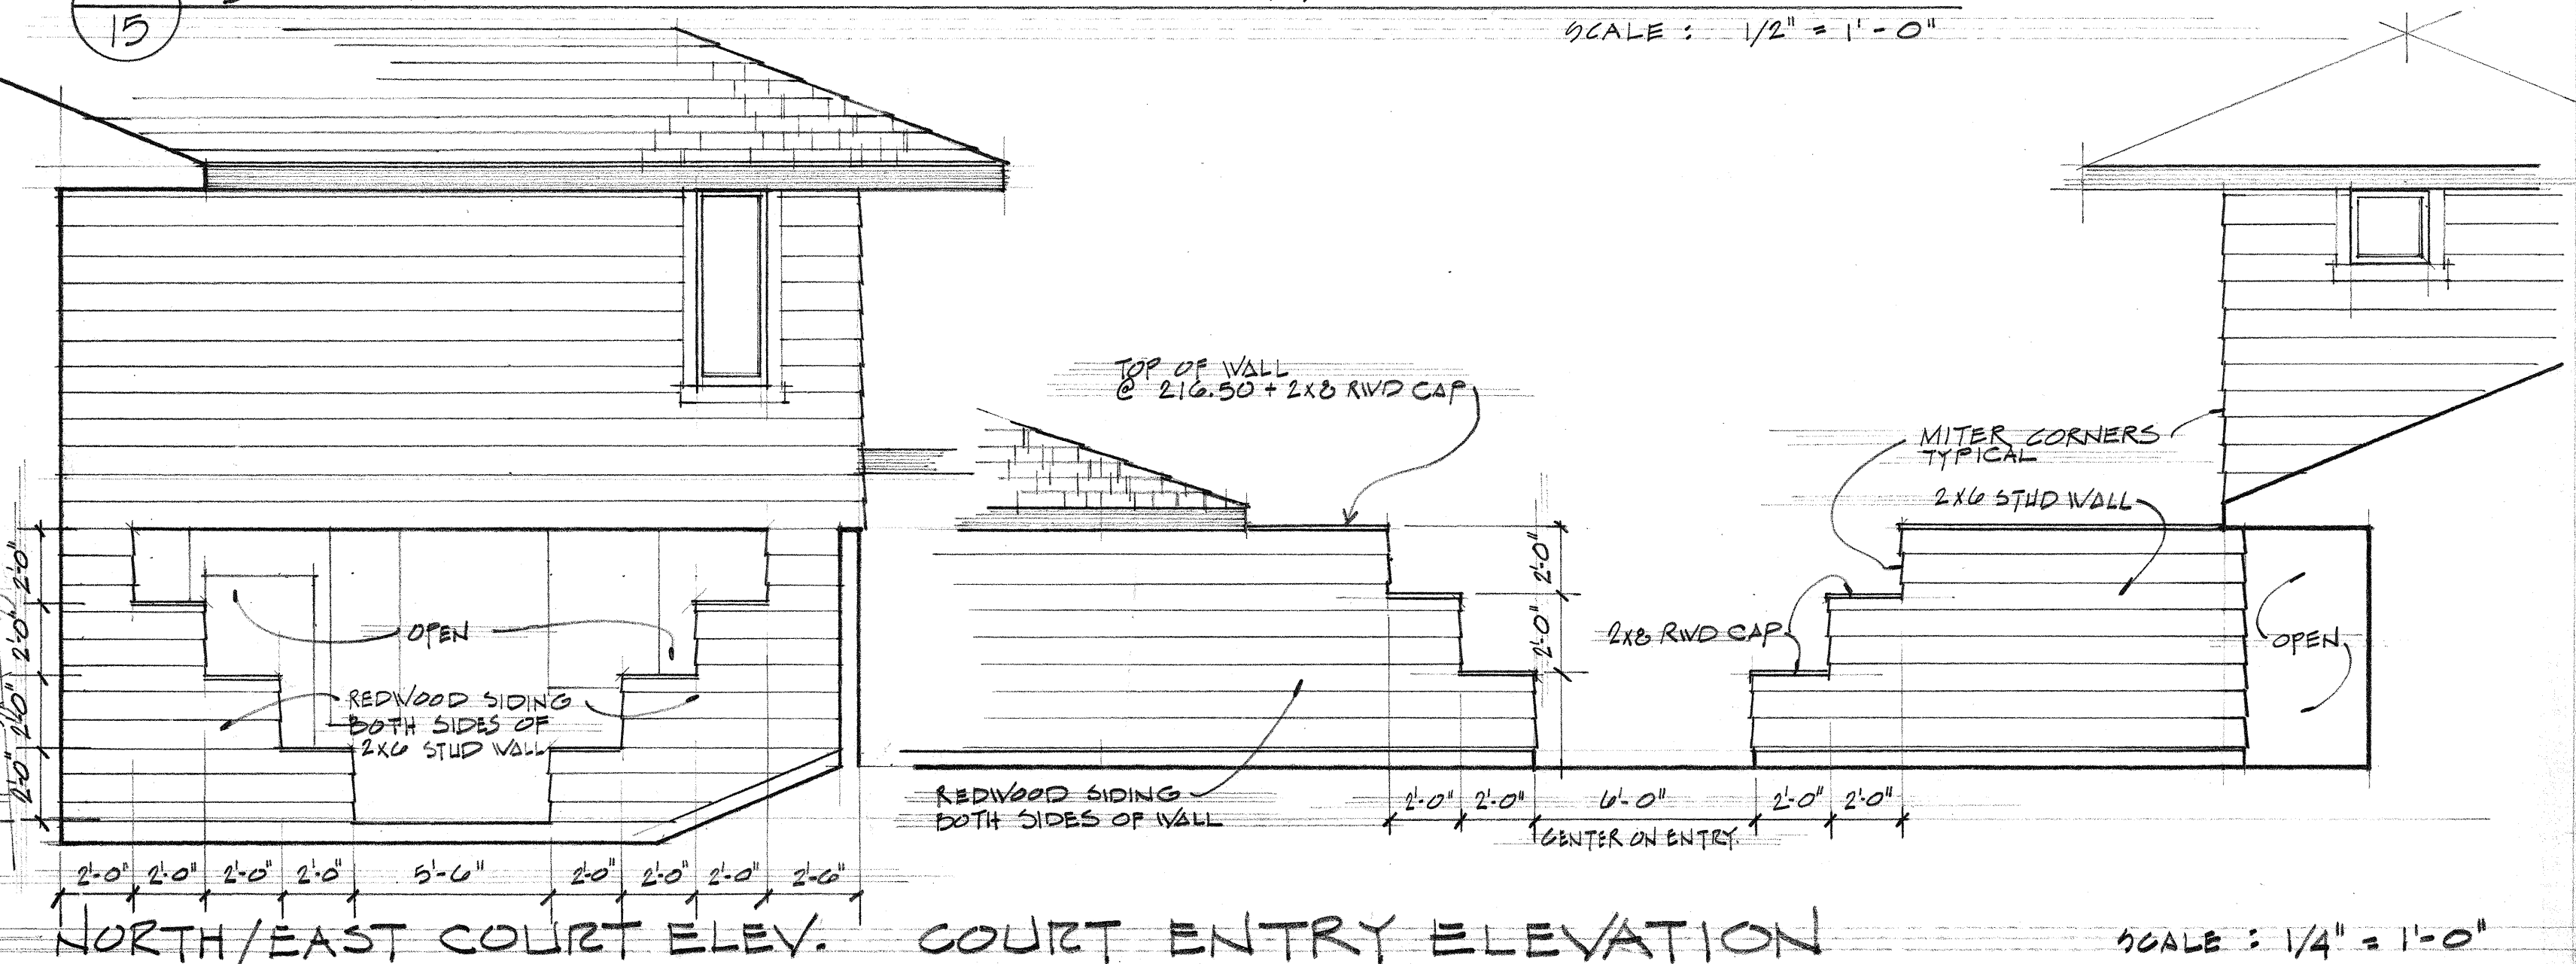 15
SCALE : 1/2" = 1'-0"
TOP OF WALL
@ 216.50 + 2X8 RWD CAP
MITER CORNERS
TYPICAL
2X6 STUD WALL
2'-0"
2'-0"
2'-0"
2'-0"
OPEN
REDWOOD SIDING
BOTH SIDES OF
2X6 STUD WALL
2'-0"
2'-0"
2X8 RWD CAP
OPEN
REDWOOD SIDING
BOTH SIDES OF WALL
2'-0" 2'-0" 6'-0" 2'-0" 2'-0"
CENTER ON ENTRY.
2'-0" 2'-0" 2'-0" 2'-0" 5'-6" 2'-0" 2'-0" 2'-0" 2'-6"
NORTH/EAST COURT ELEV. COURT ENTRY ELEVATION SCALE : 1/4" = 1'-0"